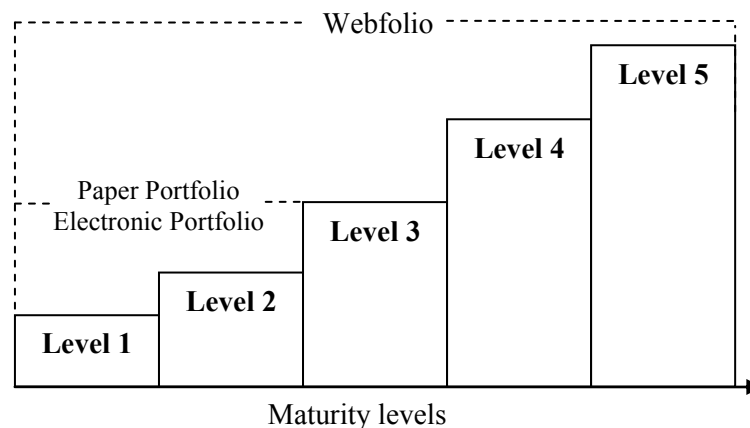 Webfolio
Level 5
Level 4
Paper Portfolio
Electronic Portfolio
Level 3
Level 2
Level 1
Maturity levels